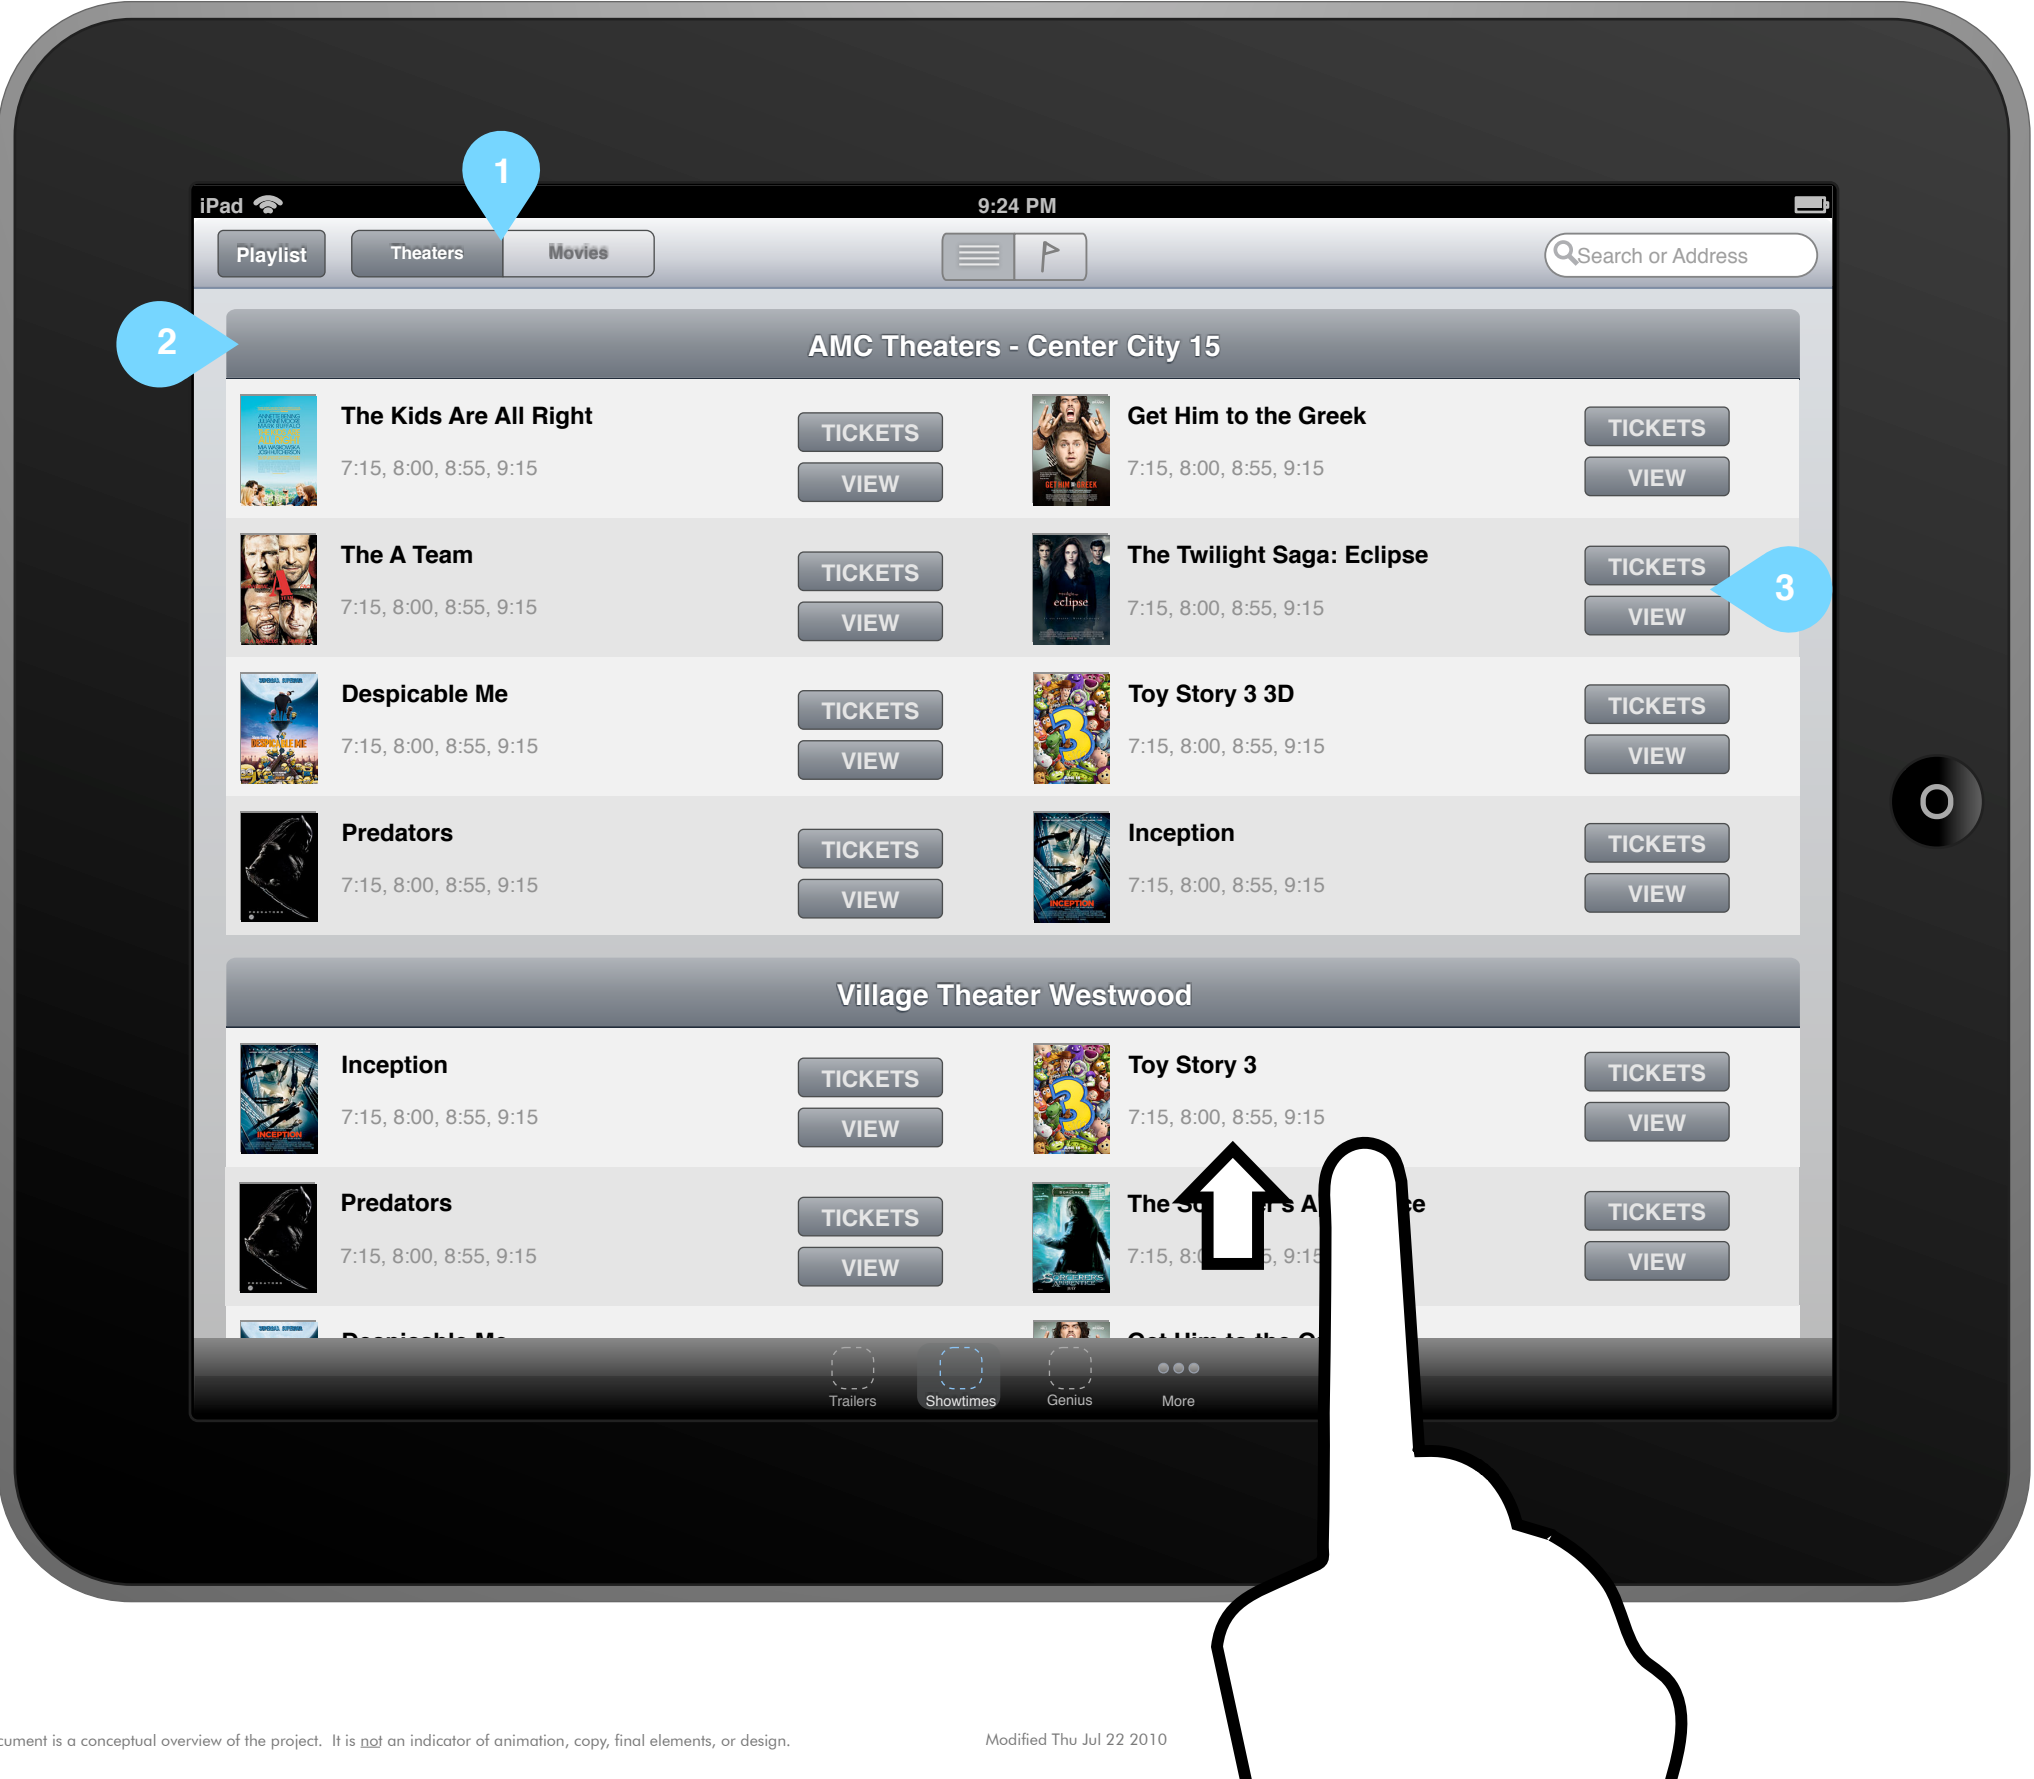 1
iPad 9:24 PM
Playlist Theaters Movies Search or Address
2
AMC Theaters - Center City 15
The Kids Are All Right TICKETS Get Him to the Greek TICKETS
7:15, 8:00, 8:55, 9:15 VIEW 7:15, 8:00, 8:55, 9:15 VIEW
The A Team TICKETS The Twilight Saga: Eclipse TICKETS
eclipse
3
7:15, 8:00, 8:55, 9:15 VIEW 7:15, 8:00, 8:55, 9:15 VIEW
Despicable Me TICKETS Toy Story 3 3D TICKETS
7:15, 8:00, 8:55, 9:15 VIEW 7:15, 8:00, 8:55, 9:15 VIEW
Predators TICKETS Inception TICKETS
7:15, 8:00, 8:55, 9:15 VIEW 7:15, 8:00, 8:55, 9:15 VIEW
INCEPTION
Village Theater Westwood
Inception TICKETS Toy Story 3 TICKETS
7:15, 8:00, 8:55, 9:15 VIEW 7:15, 8:00, 8:55, 9:15 VIEW
INCEPTION
Predators TICKETS The TICKETS
7:15, 8:00, 8:55, 9:15 VIEW 7:15, 9:15 VIEW
Trailers Showtimes Genius More
cument is a conceptual overview of the project. It is not an indicator of animation, copy, final elements, or design. Modified Thu Jul 22 2010